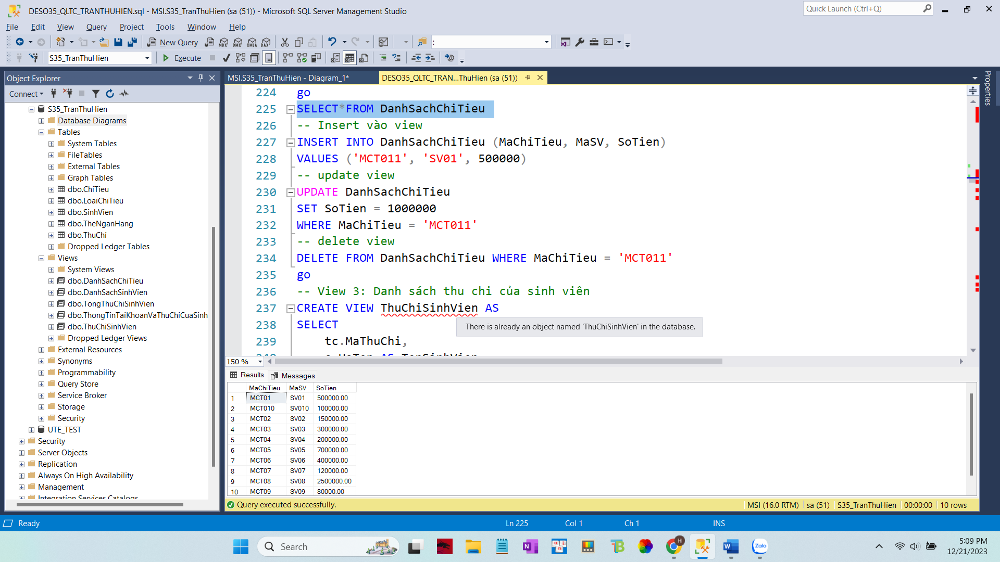 DESO35_QLTC_TRANTHUHIEN.sql - MSI.S35_TranThuHien (sa (51)) - Microsoft SQL Server Management Studio
Quick Launch (Ctrl+Q)
File Edit View Query Project Tools Window Help
New Query
MDX DMX XMLA DAX
:
S35_TranThuHien
Execute
Object Explorer
Connect
S35_TranThuHien
Database Diagrams
Tables
System Tables
FileTables
External Tables
Graph Tables
dbo.ChiTieu
dbo.LoaiChiTieu
dbo.SinhVien
dbo.TheNganHang
dbo.ThuChi
Dropped Ledger Tables
Views
System Views
dbo.DanhSachChiTieu
dbo.DanhSachSinhVien
dbo.TongThuChiSinhVien
dbo.ThongTinTaiKhoanVaThuChiCuaSinh
dbo.ThuChiSinhVien
Dropped Ledger Views
External Resources
Synonyms
Programmability
Query Store
Service Broker
Storage
Security
UTE_TEST
Security
Server Objects
Replication
Always On High Availability
Management
Integration Services Catalogs
MSI.S35_TranThuHien - Diagram_1*
DESO35_QLTC_TRAN...ThuHien (sa (51))
Properties
224 go
225 SELECT*FROM DanhSachChiTieu
226 -- Insert vào view
227 INSERT INTO DanhSachChiTieu (MaChiTieu, MaSV, SoTien)
228 VALUES ('MCT011', 'SV01', 500000)
229 -- update view
230 UPDATE DanhSachChiTieu
231 SET SoTien = 1000000
232 WHERE MaChiTieu = 'MCT011'
233 -- delete view
234 DELETE FROM DanhSachChiTieu WHERE MaChiTieu = 'MCT011'
235 go
236 -- View 3: Danh sách thu chi của sinh viên
237 CREATE VIEW ThuChiSinhVien AS
238 SELECT
There is already an object named 'ThuChiSinhVien' in the database.
239 tc.MaThuChi,
150 %
Results Messages
MaChiTieu MaSV SoTien
1 MCT01 SV01 500000.00
2 MCT010 SV010 100000.00
3 MCT02 SV02 150000.00
4 MCT03 SV03 300000.00
5 MCT04 SV04 200000.00
6 MCT05 SV05 700000.00
7 MCT06 SV06 400000.00
8 MCT07 SV07 120000.00
9 MCT08 SV08 2500000.00
10 MCT09 SV09 80000.00
Query executed successfully.
MSI (16.0 RTM) sa (51) S35_TranThuHien 00:00:00 10 rows
Ready
Ln 225 Col 1 Ch 1 INS
Search
Zalo
5:09 PM
12/21/2023